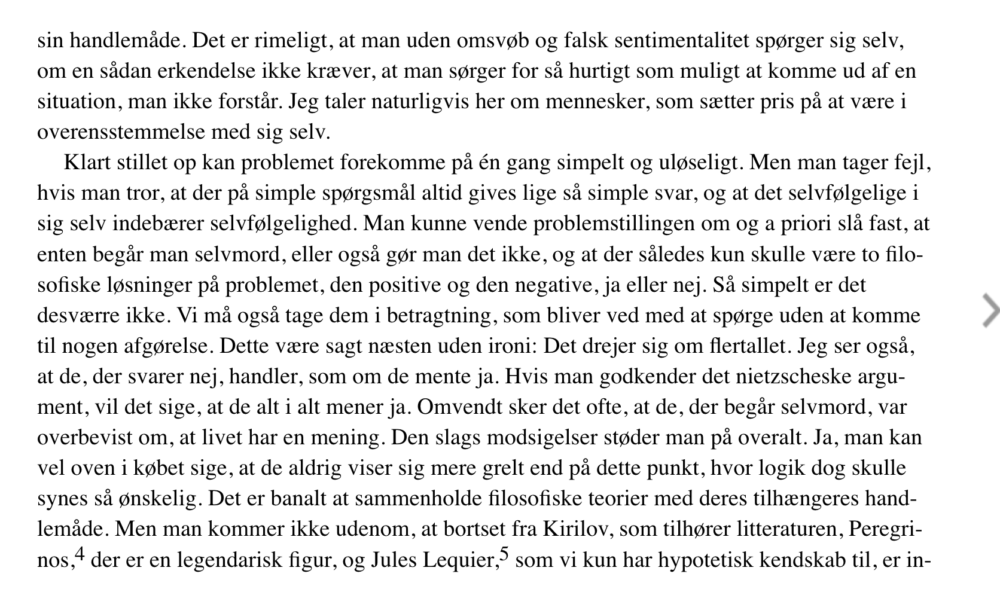 sin handlemåde. Det er rimeligt, at man uden omsvøb og falsk sentimentalitet spørger sig selv,
om en sådan erkendelse ikke kræver, at man sørger for så hurtigt som muligt at komme ud af en
situation, man ikke forstår. Jeg taler naturligvis her om mennesker, som sætter pris på at være i
overensstemmelse med sig selv.
Klart stillet op kan problemet forekomme på én gang simpelt og uløseligt. Men man tager fejl,
hvis man tror, at der på simple spørgsmål altid gives lige så simple svar, og at det selvfølgelige i
sig selv indebærer selvfølgelighed. Man kunne vende problemstillingen om og a priori slå fast, at
enten begår man selvmord, eller også gør man det ikke, og at der således kun skulle være to filo-
sofiske løsninger på problemet, den positive og den negative, ja eller nej. Så simpelt er det
desværre ikke. Vi må også tage dem i betragtning, som bliver ved med at spørge uden at komme
til nogen afgørelse. Dette være sagt næsten uden ironi: Det drejer sig om flertallet. Jeg ser også,
at de, der svarer nej, handler, som om de mente ja. Hvis man godkender det nietzscheske argu-
ment, vil det sige, at de alt i alt mener ja. Omvendt sker det ofte, at de, der begår selvmord, var
overbevist om, at livet har en mening. Den slags modsigelser støder man på overalt. Ja, man kan
vel oven i købet sige, at de aldrig viser sig mere grelt end på dette punkt, hvor logik dog skulle
synes så ønskelig. Det er banalt at sammenholde filosofiske teorier med deres tilhængeres hand-
lemåde. Men man kommer ikke udenom, at bortset fra Kirilov, som tilhører litteraturen, Peregri-
nos,4 der er en legendarisk figur, og Jules Lequier,5 som vi kun har hypotetisk kendskab til, er in-